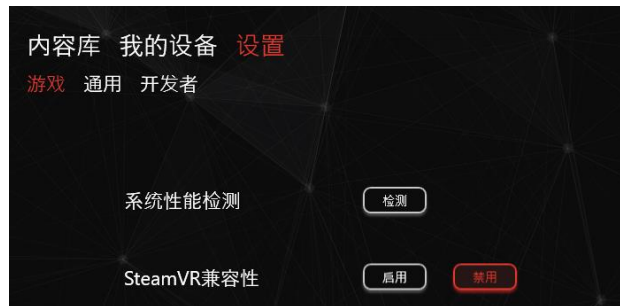 内容库 我的设备 设置
游戏 通用 开发者
系统性能检测 检测
SteamVR兼容性 启用 禁用